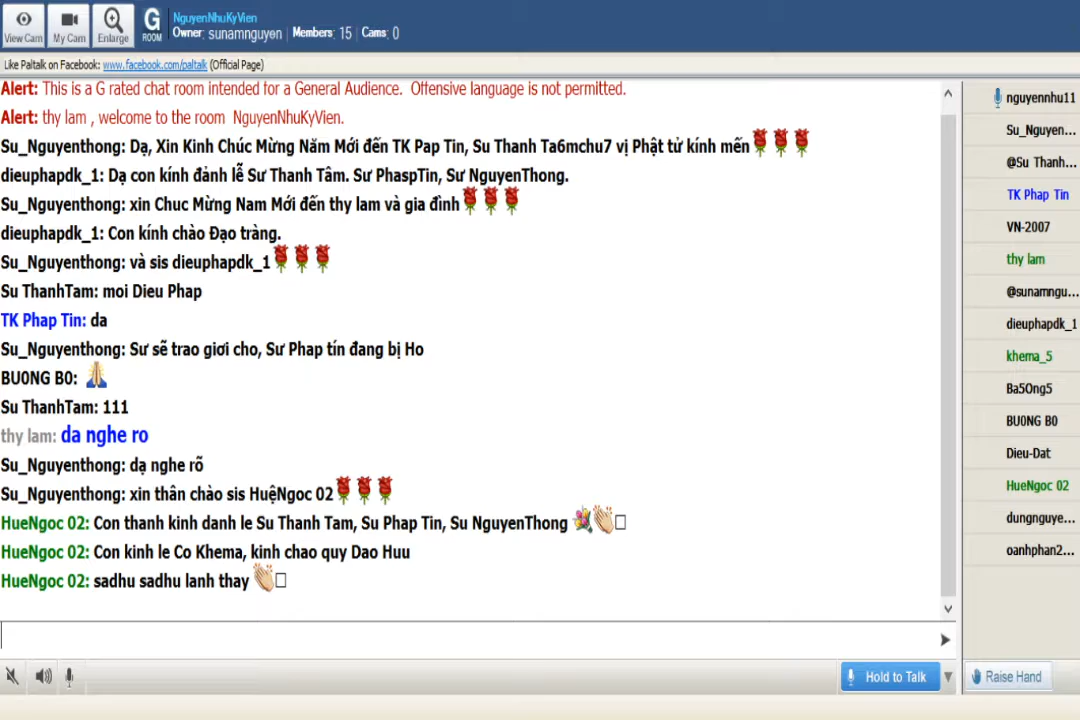 NguyenNhuKyVien
Owner: sunamnguyen Members: 15 Cams: 0
View Cam My Cam Enlarge G ROOM
Like Paltalk on Facebook: www.facebook.com/paltalk (Official Page)
Alert: This is a G rated chat room intended for a General Audience. Offensive language is not permitted.
Alert: thy lam , welcome to the room NguyenNhuKyVien.
Su_Nguyenthong: Dạ, Xin Kinh Chúc Mừng Năm Mới đến TK Pap Tin, Su Thanh Ta6mchu7 vị Phật tử kính mến
dieuphapdk_1: Dạ con kính đảnh lễ Sư Thanh Tâm. Sư PhaspTin, Sư NguyenThong.
Su_Nguyenthong: xin Chuc Mừng Nam Mới đến thy lam và gia đình
dieuphapdk_1: Con kính chào Đạo tràng.
Su_Nguyenthong: và sis dieuphapdk_1
Su ThanhTam: moi Dieu Phap
TK Phap Tin: da
Su_Nguyenthong: Sư sẽ trao giơi cho, Sư Phap tín đang bị Ho
BU0NG B0:
Su ThanhTam: 111
thy lam: da nghe ro
Su_Nguyenthong: dạ nghe rõ
Su_Nguyenthong: xin thân chào sis HuệNgoc 02
HueNgoc 02: Con thanh kinh danh le Su Thanh Tam, Su Phap Tin, Su NguyenThong
HueNgoc 02: Con kinh le Co Khema, kinh chao quy Dao Huu
HueNgoc 02: sadhu sadhu lanh thay
Hold to Talk
nguyennhu11
Su_Nguyen...
@Su Thanh...
TK Phap Tin
VN-2007
thy lam
@sunamngu...
dieuphapdk_1
khema_5
Ba5Ong5
BU0NG B0
Dieu-Dat
HueNgoc 02
dungnguye...
oanhphan2...
Raise Hand